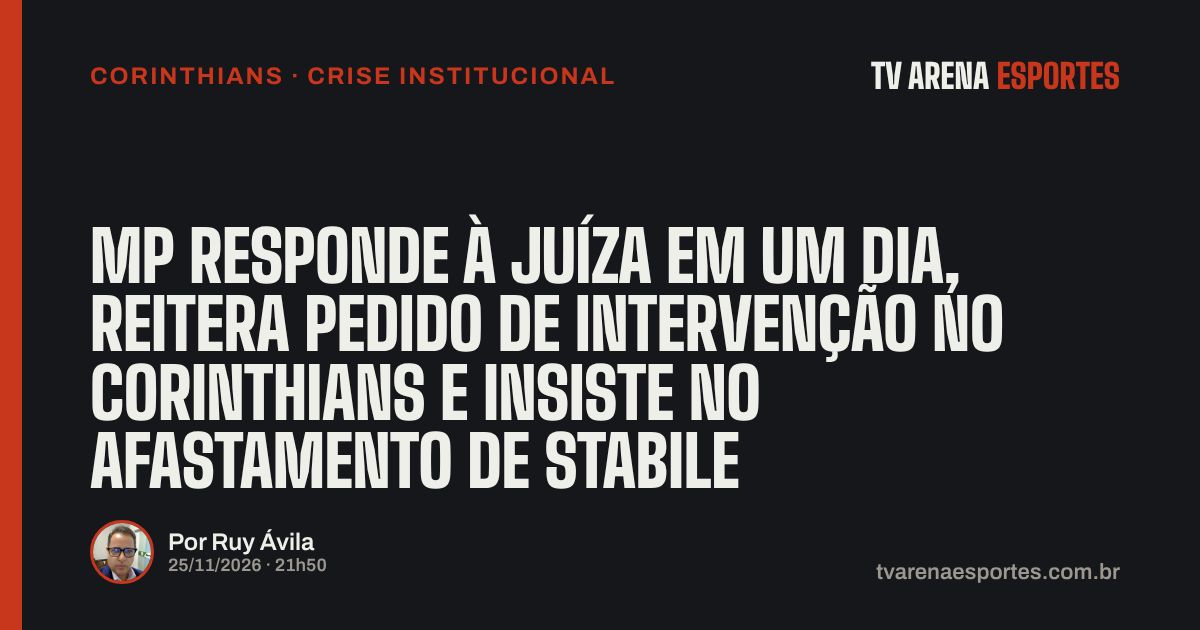 CORINTHIANS · CRISE INSTITUCIONAL
TV ARENA ESPORTES
MP RESPONDE À JUÍZA EM UM DIA,
REITERA PEDIDO DE INTERVENÇÃO NO
CORINTHIANS E INSISTE NO
AFASTAMENTO DE STABILE
Por Ruy Ávila
25/11/2026 · 21h50
tvarenaesportes.com.br